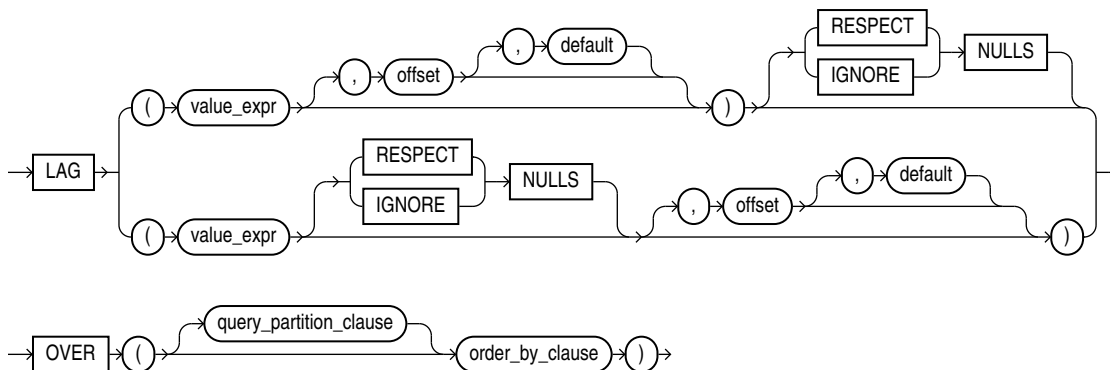 LAG ( value_expr , offset , default ) RESPECT IGNORE NULLS
( value_expr RESPECT IGNORE NULLS , offset , default )
OVER ( query_partition_clause order_by_clause )